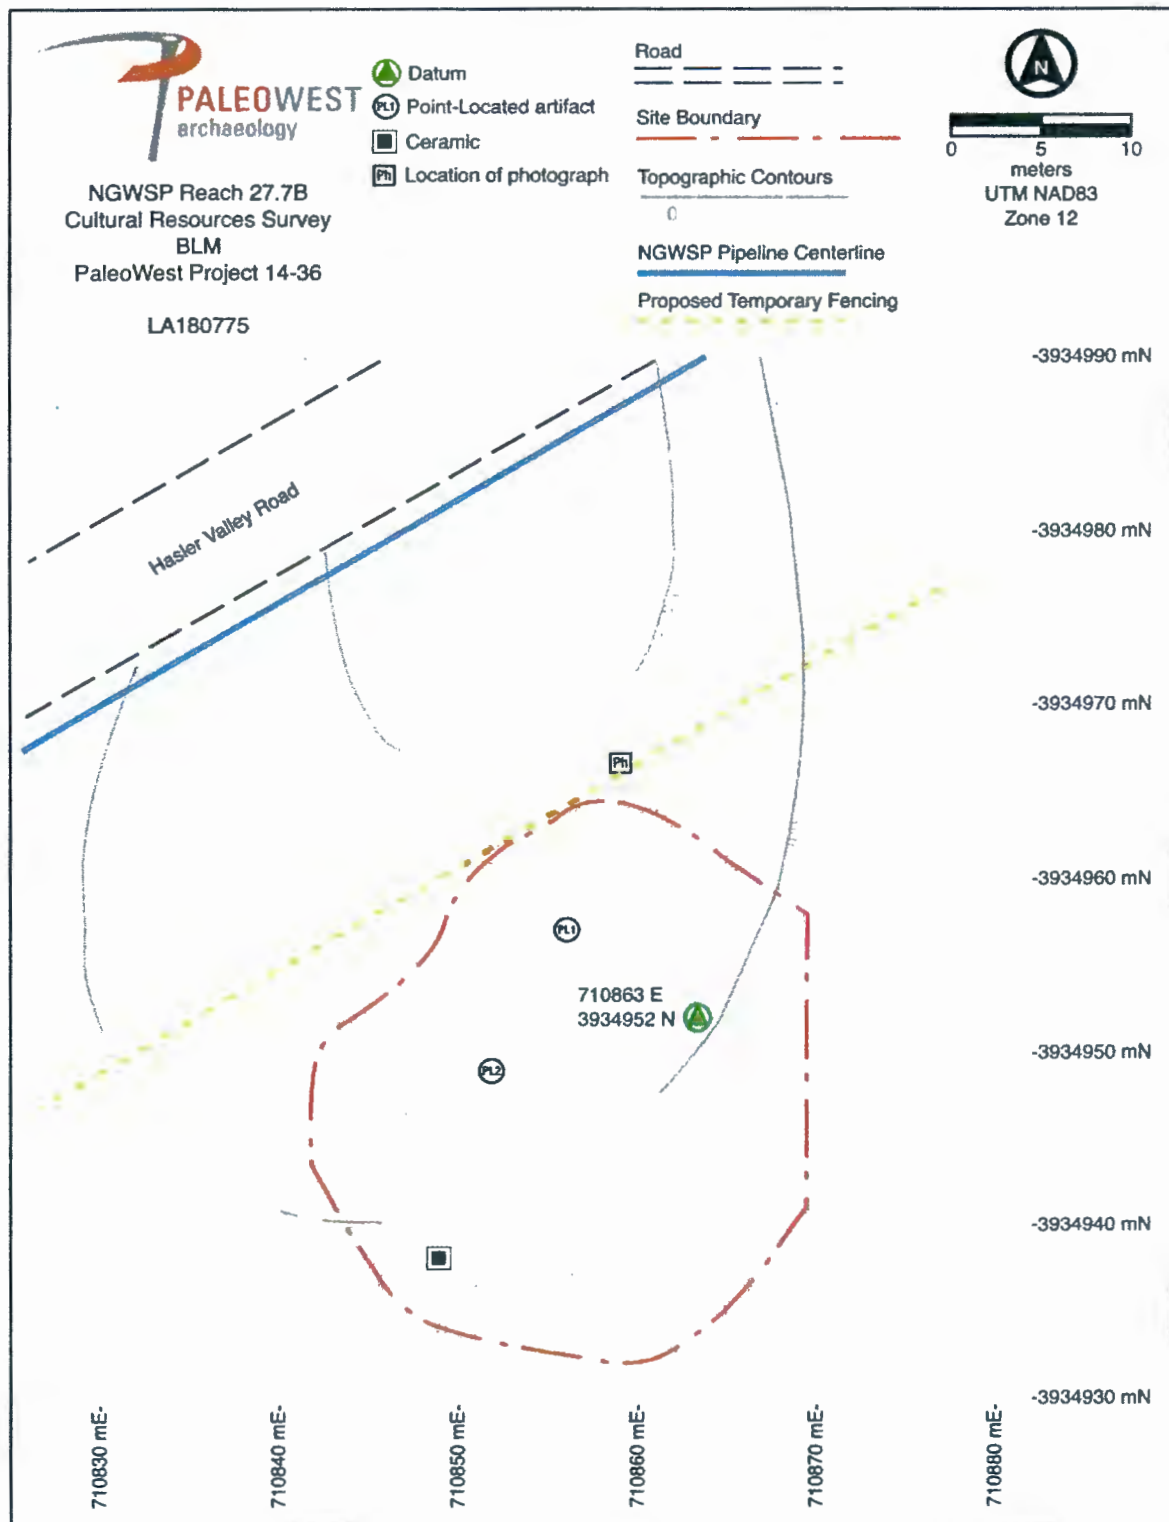 PALEOWEST
archaeology
NGWSP Reach 27.7B
Cultural Resources Survey
BLM
PaleoWest Project 14-36
LA180775
Datum
PL1 Point-Located artifact
Ceramic
Ph Location of photograph
Road
Site Boundary
Topographic Contours
0
NGWSP Pipeline Centerline
Proposed Temporary Fencing
N
0 5 10
meters
UTM NAD83
Zone 12
-3934990 mN
Hasler Valley Road
-3934980 mN
-3934970 mN
Ph
-3934960 mN
PL1
710863 E
3934952 N
-3934950 mN
PL2
-3934940 mN
-3934930 mN
710830 mE-
710840 mE-
710850 mE-
710860 mE-
710870 mE-
710880 mE-